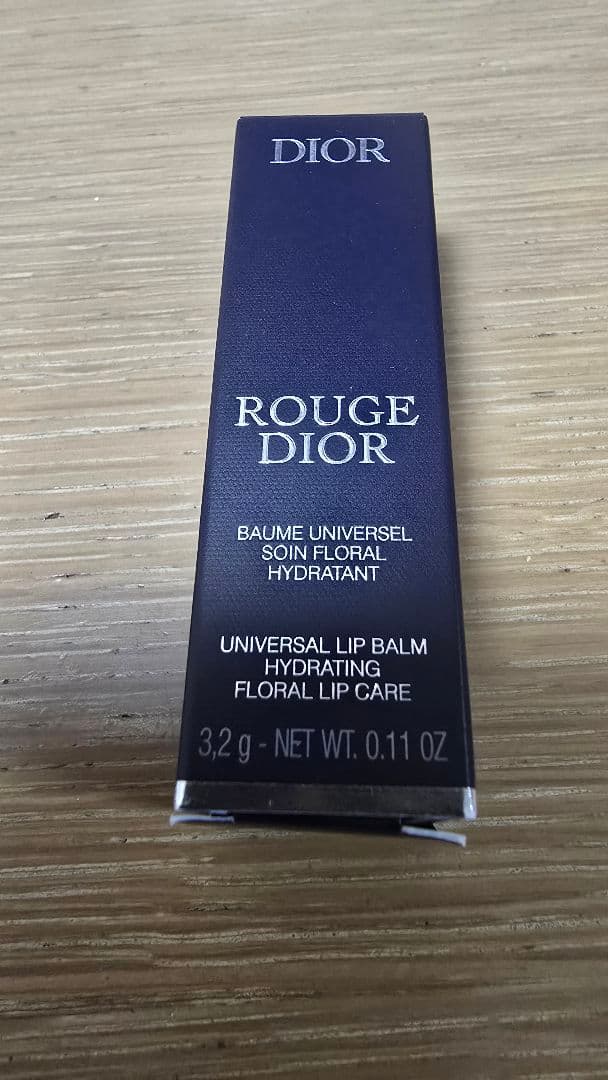 DIOR
ROUGE
DIOR
BAUME UNIVERSEL
SOIN FLORAL
HYDRATANT
UNIVERSAL LIP BALM
HYDRATING
FLORAL LIP CARE
3,2 g - NET WT. 0.11 OZ